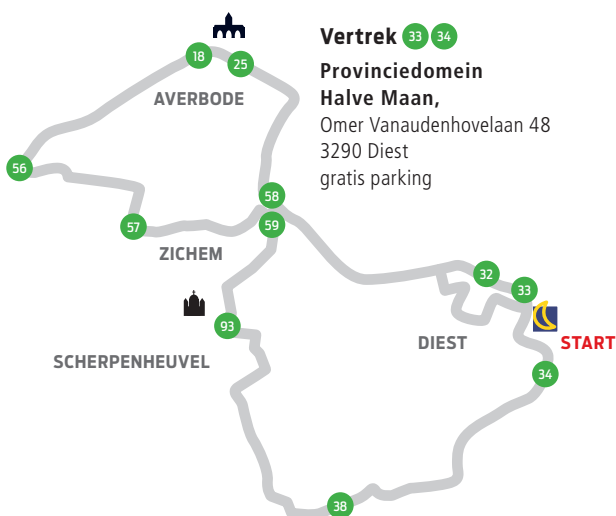 Vertrek 33 34
Provinciedomein
Halve Maan,
Omer Vanaudenhovelaan 48
3290 Diest
gratis parking
18
25
AVERBODE
56
58
57
59
ZICHEM
32
33
93
DIEST
START
SCHERPENHEUVEL
34
38